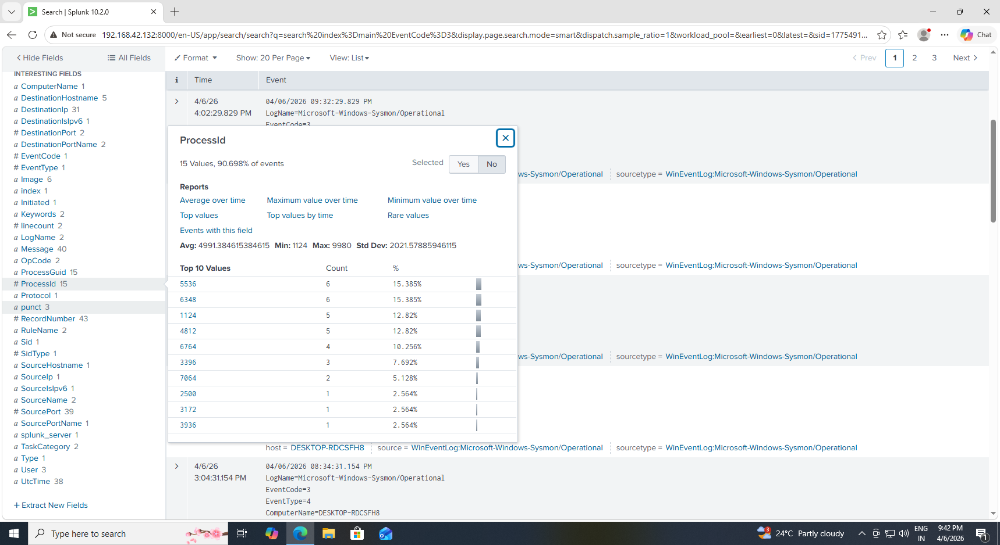 Search | Splunk 10.2.0
Not secure 192.168.42.132:8000/en-US/app/search/search?q=search%20index%3Dmain%20EventCode%3D3&display.page.search.mode=smart&dispatch.sample_ratio=1&workload_pool=&earliest=0&latest=&sid=1775491... Chat
Hide Fields All Fields Format Show: 20 Per Page View: List Prev 1 2 3 Next
INTERESTING FIELDS
a ComputerName 1
a DestinationHostname 5
a DestinationIp 31
a DestinationIsIpv6 1
# DestinationPort 2
a DestinationPortName 2
# EventCode 1
# EventType 1
a Image 6
a index 1
a Initiated 1
a Keywords 2
# linecount 2
a LogName 2
a Message 40
a OpCode 2
a ProcessGuid 15
# ProcessId 15
a Protocol 1
a punct 3
# RecordNumber 43
a RuleName 2
a Sid 1
# SidType 1
a SourceHostname 1
a SourceIp 1
a SourceIsIpv6 1
a SourceName 2
# SourcePort 39
a SourcePortName 1
a splunk_server 1
a TaskCategory 2
a Type 1
a User 3
a UtcTime 38
+ Extract New Fields
i Time Event
4/6/26 04/06/2026 09:32:29.829 PM
4:02:29.829 PM LogName=Microsoft-Windows-Sysmon/Operational
EventCode=3
ProcessId
15 Values, 90.698% of events Selected Yes No
Reports
Average over time Maximum value over time Minimum value over time
Top values Top values by time Rare values
Events with this field
Avg: 4991.384615384615 Min: 1124 Max: 9980 Std Dev: 2021.57885946115
Top 10 Values Count %
5536 6 15.385%
6348 6 15.385%
1124 5 12.82%
4812 5 12.82%
6764 4 10.256%
3396 3 7.692%
7064 2 5.128%
2500 1 2.564%
3172 1 2.564%
3936 1 2.564%
ws-Sysmon/Operational sourcetype = WinEventLog:Microsoft-Windows-Sysmon/Operational
ws-Sysmon/Operational sourcetype = WinEventLog:Microsoft-Windows-Sysmon/Operational
ws-Sysmon/Operational sourcetype = WinEventLog:Microsoft-Windows-Sysmon/Operational
host = DESKTOP-RDCSFH8 source = WinEventLog:Microsoft-Windows-Sysmon/Operational sourcetype = WinEventLog:Microsoft-Windows-Sysmon/Operational
4/6/26 04/06/2026 08:34:31.154 PM
3:04:31.154 PM LogName=Microsoft-Windows-Sysmon/Operational
EventCode=3
EventType=4
ComputerName=DESKTOP-RDCSFH8
Type here to search 3 24°C Partly cloudy ENG 9:42 PM
IN 4/6/2026 1